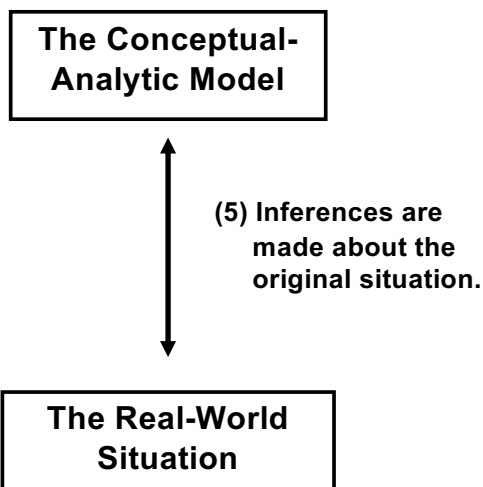 The Conceptual-
Analytic Model
(5) Inferences are
made about the
original situation.
The Real-World
Situation